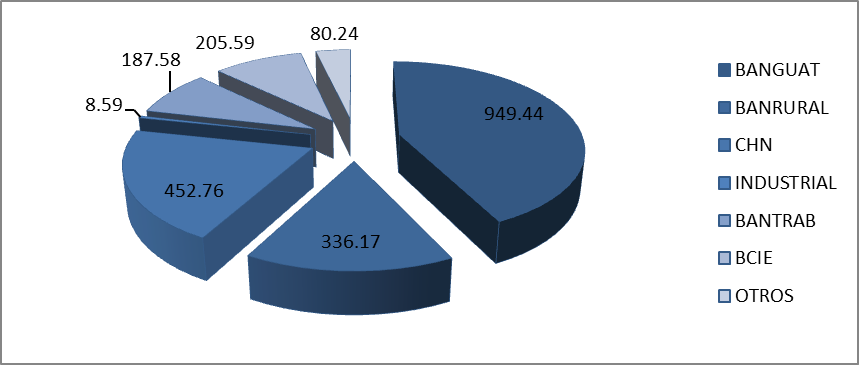 80.24
205.59
187.58
8.59
949.44
452.76
336.17
BANGUAT
BANRURAL
CHN
INDUSTRIAL
BANTRAB
BCIE
OTROS